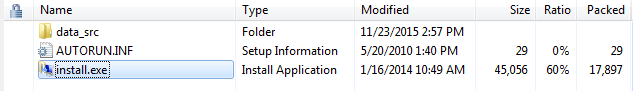 Name Type Modified Size Ratio Packed
data_src Folder 11/23/2015 2:57 PM
AUTORUN.INF Setup Information 5/20/2010 1:40 PM 29 0% 29
install.exe Install Application 1/16/2014 10:49 AM 45,056 60% 17,897